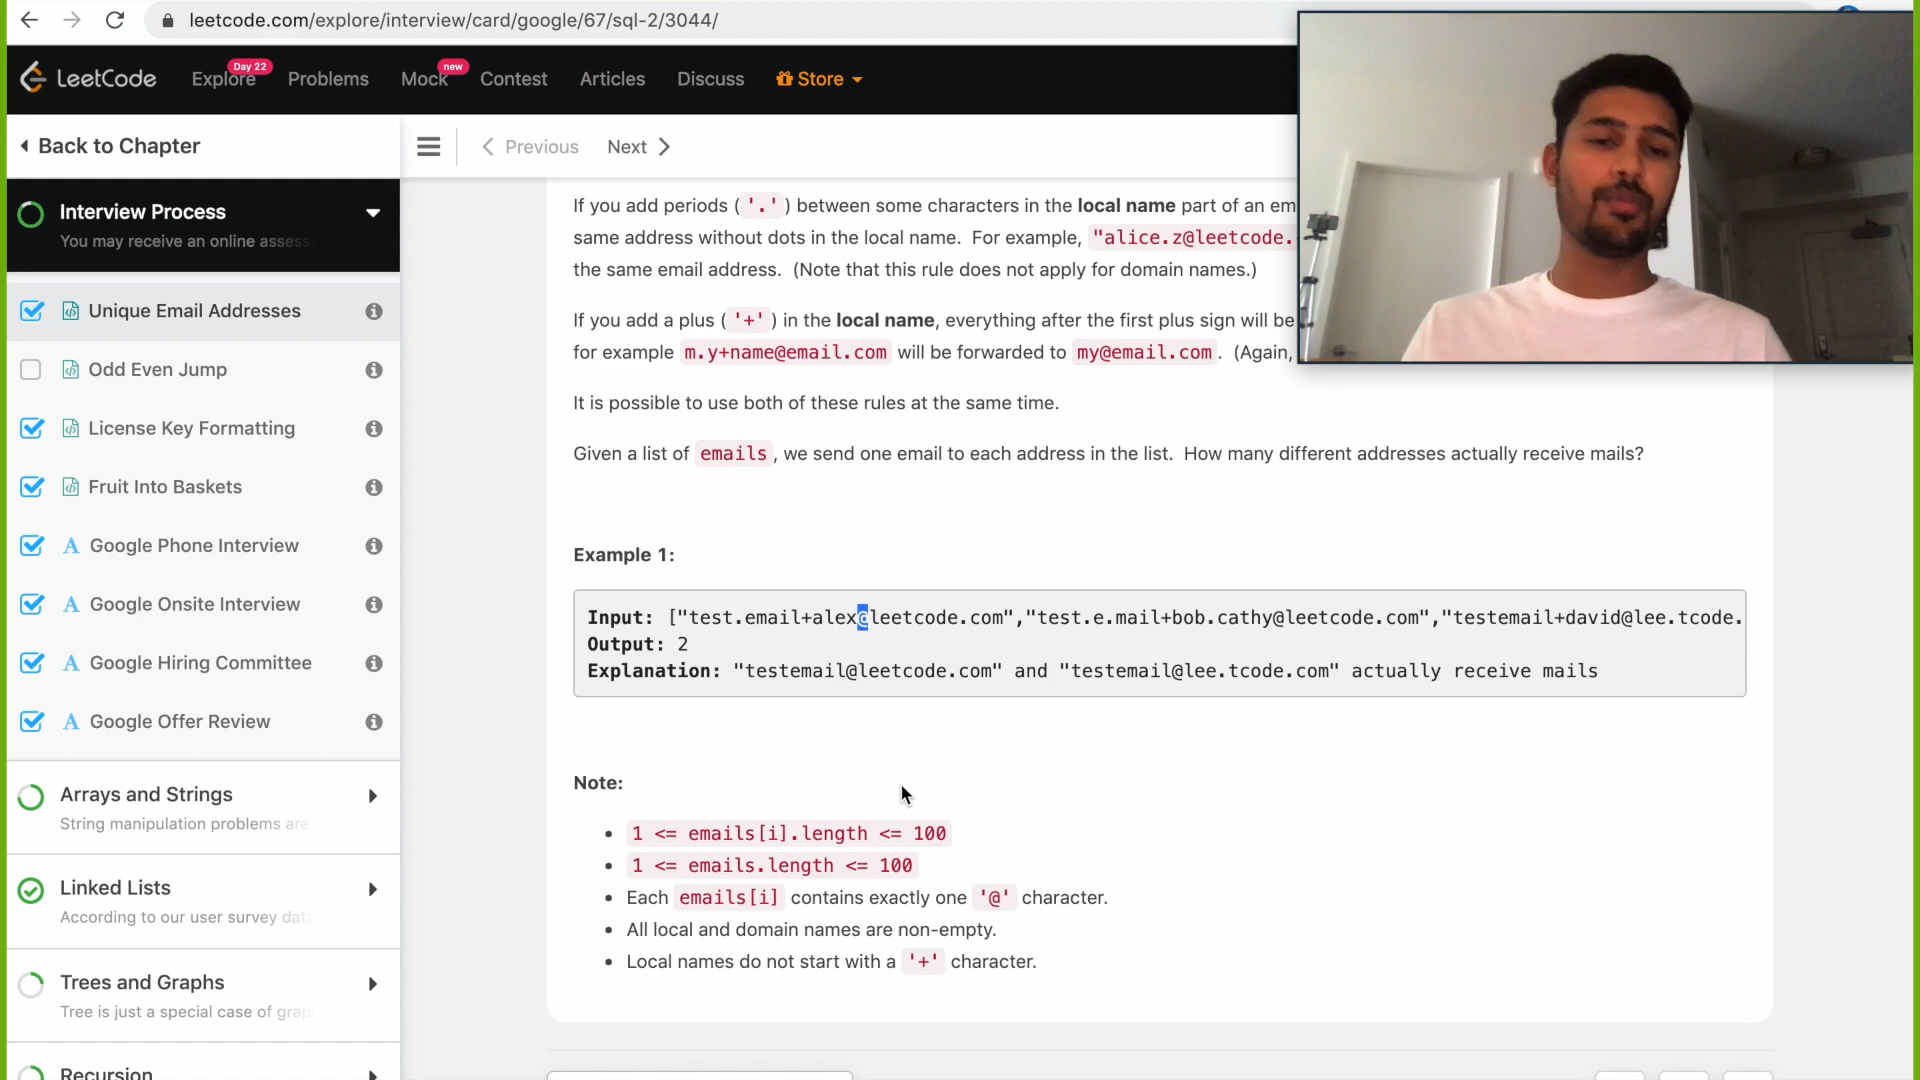 leetcode.com/explore/interview/card/google/67/sql-2/3044/
LeetCode Explore Day 22 Problems Mock new Contest Articles Discuss Store
Back to Chapter
Previous Next
Interview Process
You may receive an online assess
Unique Email Addresses
Odd Even Jump
License Key Formatting
Fruit Into Baskets
Google Phone Interview
Google Onsite Interview
Google Hiring Committee
Google Offer Review
Arrays and Strings
String manipulation problems are
Linked Lists
According to our user survey data
Trees and Graphs
Tree is just a special case of grap
Recursion
If you add periods ( '.' ) between some characters in the local name part of an em
same address without dots in the local name. For example, "alice.z@leetcode.
the same email address. (Note that this rule does not apply for domain names.)
If you add a plus ( '+' ) in the local name, everything after the first plus sign will be
for example m.y+name@email.com will be forwarded to my@email.com . (Again,
It is possible to use both of these rules at the same time.
Given a list of emails , we send one email to each address in the list. How many different addresses actually receive mails?
Example 1:
Input: ["test.email+alex@leetcode.com","test.e.mail+bob.cathy@leetcode.com","testemail+david@lee.tcode.
Output: 2
Explanation: "testemail@leetcode.com" and "testemail@lee.tcode.com" actually receive mails
Note:
1 <= emails[i].length <= 100
1 <= emails.length <= 100
Each emails[i] contains exactly one '@' character.
All local and domain names are non-empty.
Local names do not start with a '+' character.